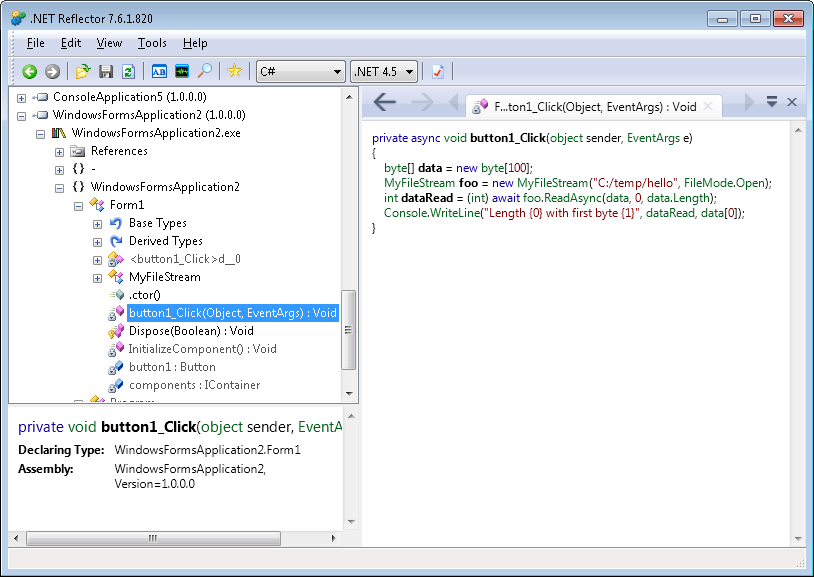 .NET Reflector 7.6.1.820
File Edit View Tools Help
C# .NET 4.5
ConsoleApplication5 (1.0.0.0)
WindowsFormsApplication2 (1.0.0.0)
WindowsFormsApplication2.exe
References
{ } -
{ } WindowsFormsApplication2
Form1
Base Types
Derived Types
<button1_Click>d__0
MyFileStream
.ctor()
button1_Click(Object, EventArgs) : Void
Dispose(Boolean) : Void
InitializeComponent() : Void
button1 : Button
components : IContainer
Program
private void button1_Click(object sender, EventA
Declaring Type: WindowsFormsApplication2.Form1
Assembly: WindowsFormsApplication2,
Version=1.0.0.0
F...ton1_Click(Object, EventArgs) : Void
private async void button1_Click(object sender, EventArgs e)
{
byte[] data = new byte[100];
MyFileStream foo = new MyFileStream("C:/temp/hello", FileMode.Open);
int dataRead = (int) await foo.ReadAsync(data, 0, data.Length);
Console.WriteLine("Length {0} with first byte {1}", dataRead, data[0]);
}